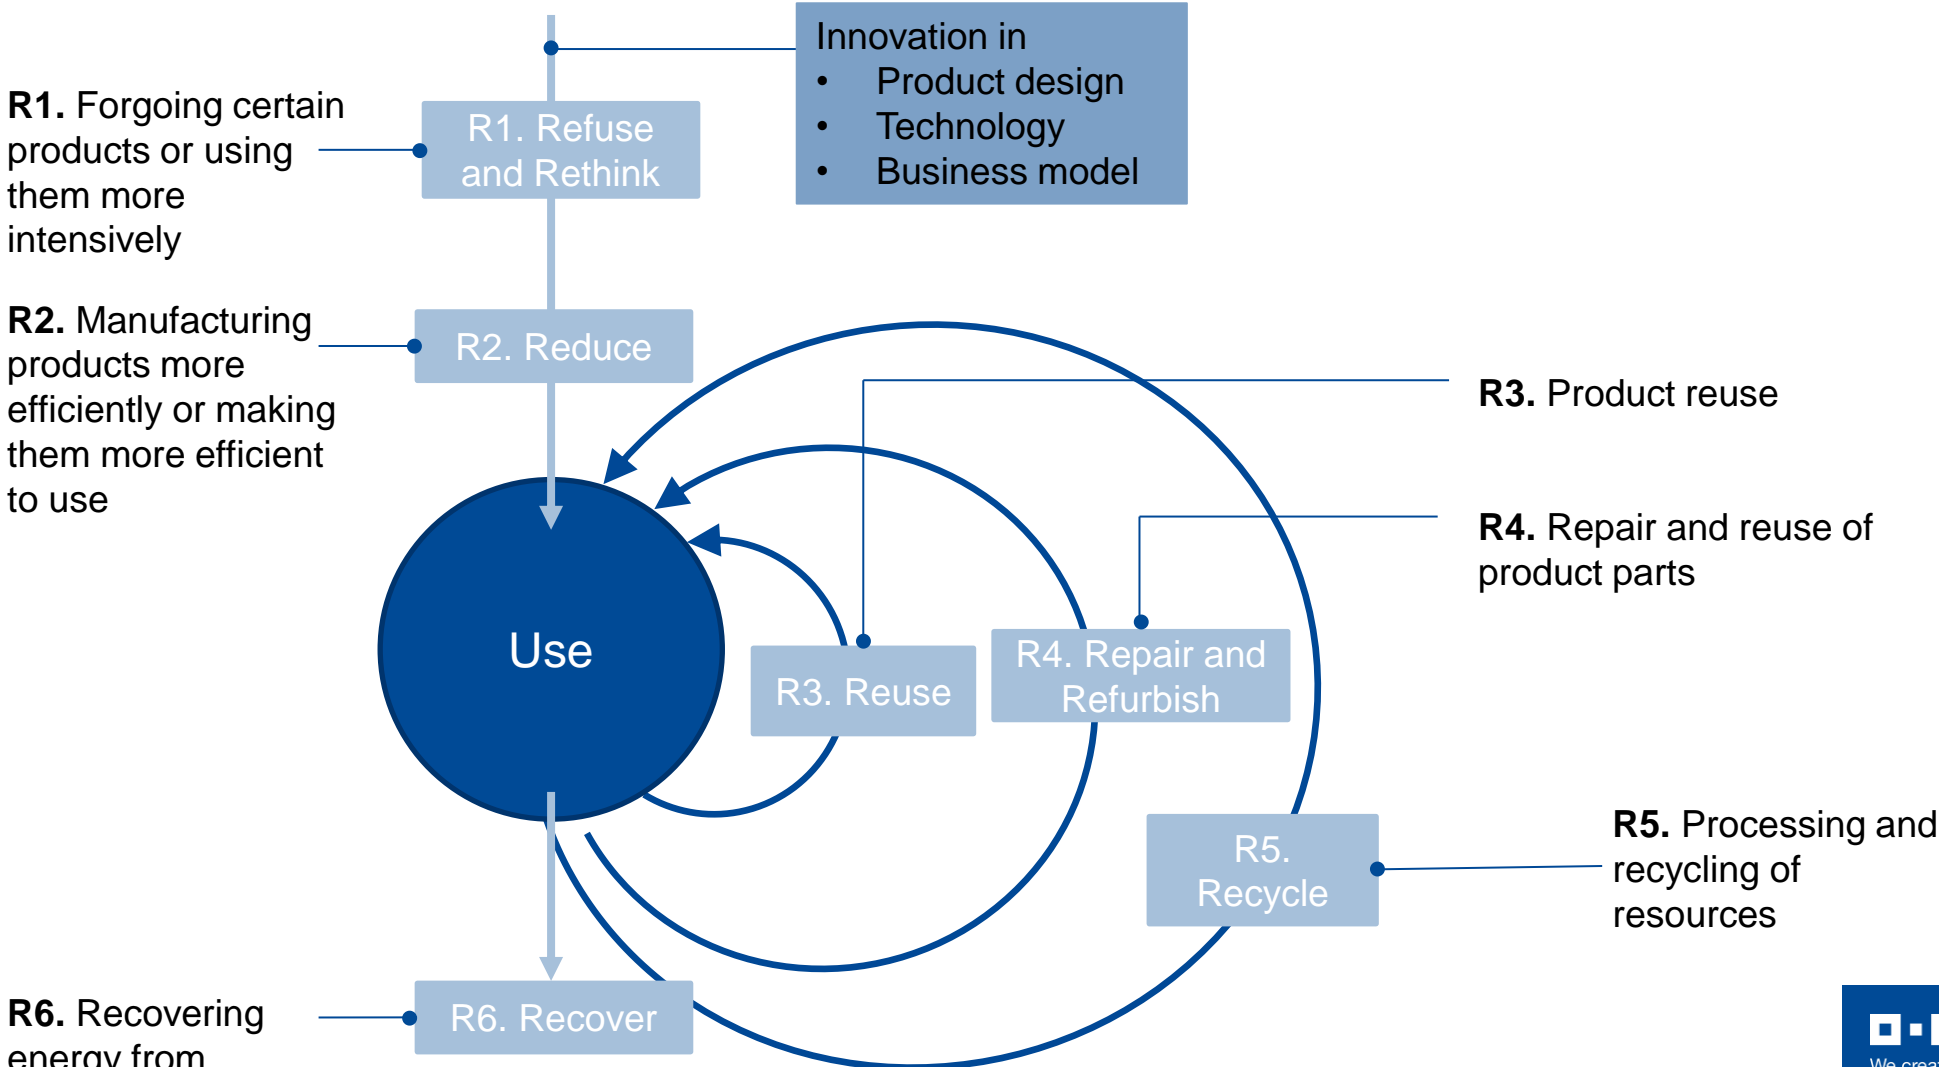 Innovation in
• Product design
• Technology
• Business model
R1. Forgoing certain
products or using
them more
intensively
R1. Refuse
and Rethink
R2. Manufacturing
products more
efficiently or making
them more efficient
to use
R2. Reduce
R3. Product reuse
R4. Repair and reuse of
product parts
Use
R3. Reuse
R4. Repair and
Refurbish
R5.
Recycle
R5. Processing and
recycling of
resources
R6. Recovering
energy from
R6. Recover
We creat